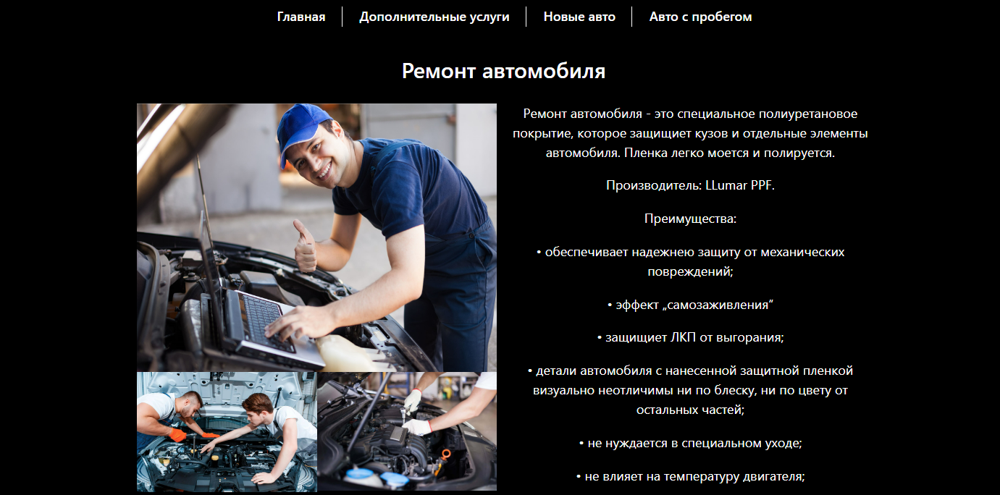 Главная
Дополнительные услуги
Новые авто
Авто с пробегом
Ремонт автомобиля
Ремонт автомобиля - это специальное полиуретановое
покрытие, которое защищиет кузов и отдельные элементы
автомобиля. Пленка легко моется и полируется.
Производитель: LLumar PPF.
Преимущества:
• обеспечивает надежнею защиту от механических
повреждений;
• эффект „самозаживления“
• защищиет ЛКП от выгорания;
• детали автомобиля с нанесенной защитной пленкой
визуально неотличимы ни по блеску, ни по цвету от
остальных частей;
• не нуждается в специальном уходе;
• не влияет на температуру двигателя;